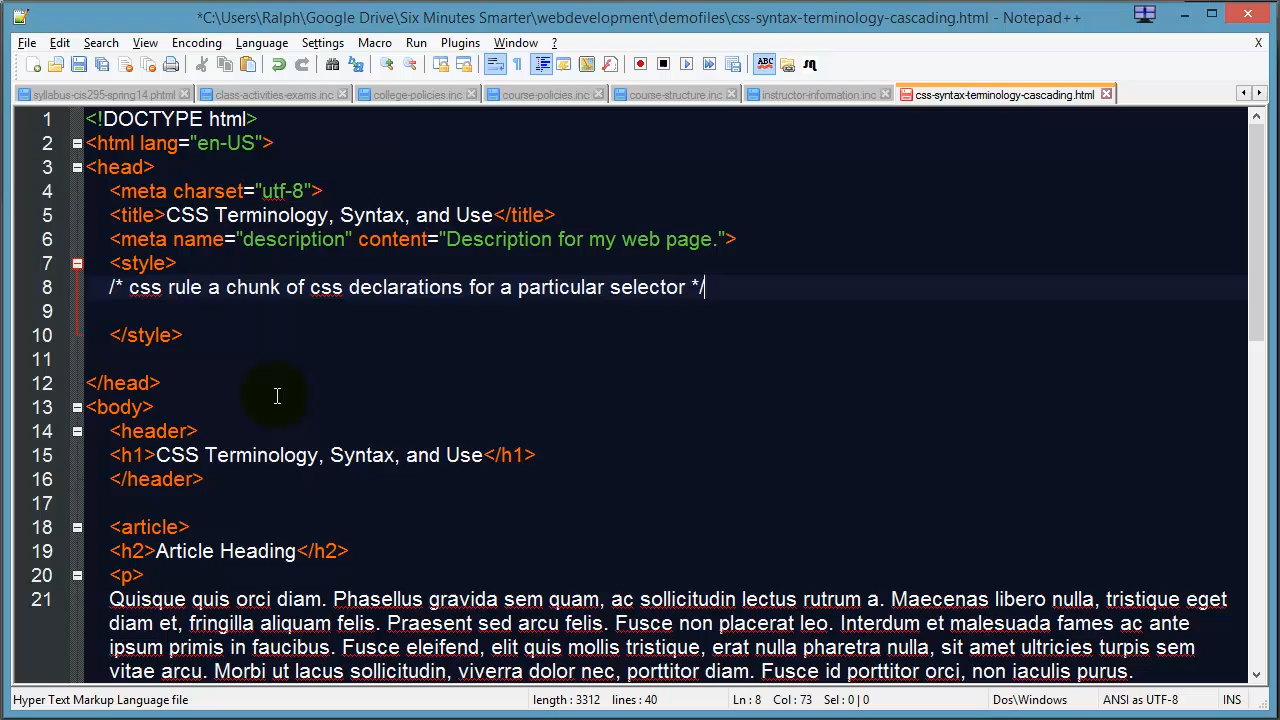 *C:\Users\Ralph\Google Drive\Six Minutes Smarter\webdevelopment\demofiles\css-syntax-terminology-cascading.html - Notepad++
File Edit Search View Encoding Language Settings Macro Run Plugins Window ? X
syllabus-cis295-spring14.phtml class-activities-exams.inc college-policies.inc course-policies.inc course-structure.inc instructor-information.inc css-syntax-terminology-cascading.html
1 <!DOCTYPE html>
2 <html lang="en-US">
3 <head>
4 <meta charset="utf-8">
5 <title>CSS Terminology, Syntax, and Use</title>
6 <meta name="description" content="Description for my web page.">
7 <style>
8 /* css rule a chunk of css declarations for a particular selector */
9
10 </style>
11
12 </head>
13 <body>
14 <header>
15 <h1>CSS Terminology, Syntax, and Use</h1>
16 </header>
17
18 <article>
19 <h2>Article Heading</h2>
20 <p>
21 Quisque quis orci diam. Phasellus gravida sem quam, ac sollicitudin lectus rutrum a. Maecenas libero nulla, tristique eget
diam et, fringilla aliquam felis. Praesent sed arcu felis. Fusce non placerat leo. Interdum et malesuada fames ac ante
ipsum primis in faucibus. Fusce eleifend, elit quis mollis tristique, erat nulla pharetra nulla, sit amet ultricies turpis sem
vitae arcu. Morbi ut lacus sollicitudin, viverra dolor nec, porttitor diam. Fusce id porttitor orci, non iaculis purus.
Hyper Text Markup Language file length : 3312 lines : 40 Ln : 8 Col : 73 Sel : 0 | 0 Dos\Windows ANSI as UTF-8 INS